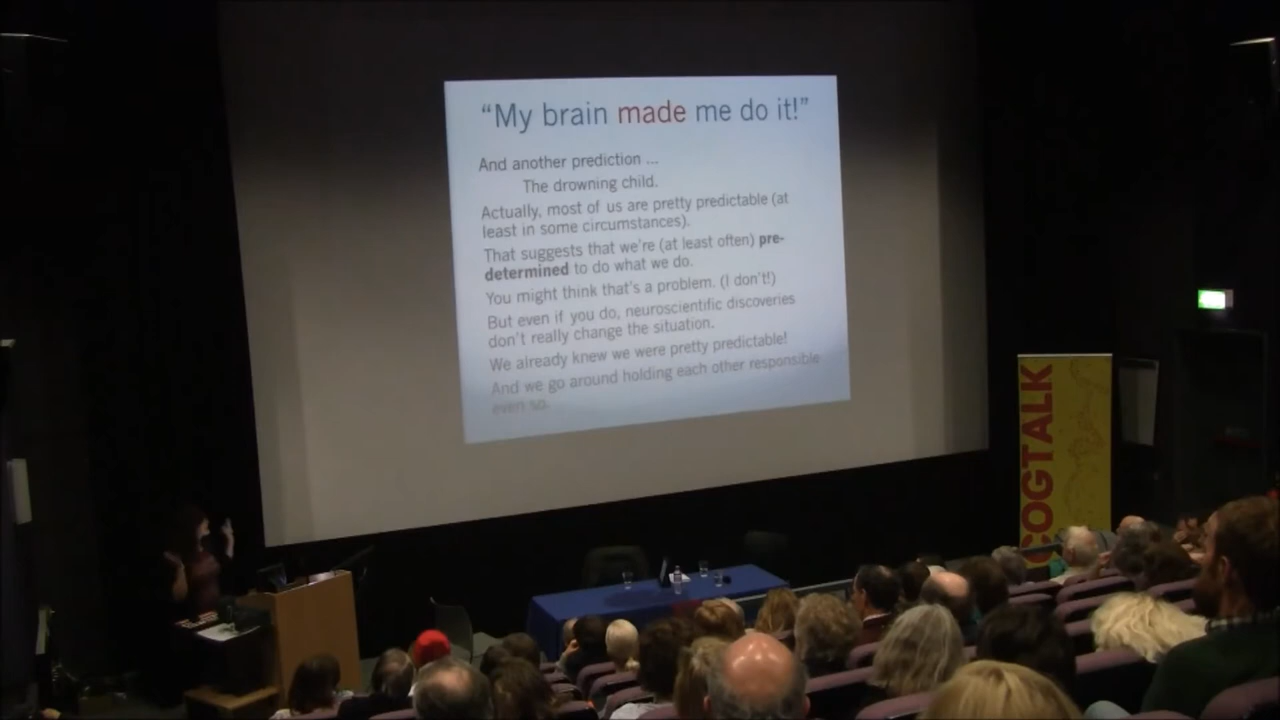 “My brain made me do it!”
And another prediction ...
The drowning child.
Actually, most of us are pretty predictable (at
least in some circumstances).
That suggests that we’re (at least often) pre-
determined to do what we do.
You might think that’s a problem. (I don’t!)
But even if you do, neuroscientific discoveries
don’t really change the situation.
We already knew we were pretty predictable!
And we go around holding each other responsible
even so.
COGTALK